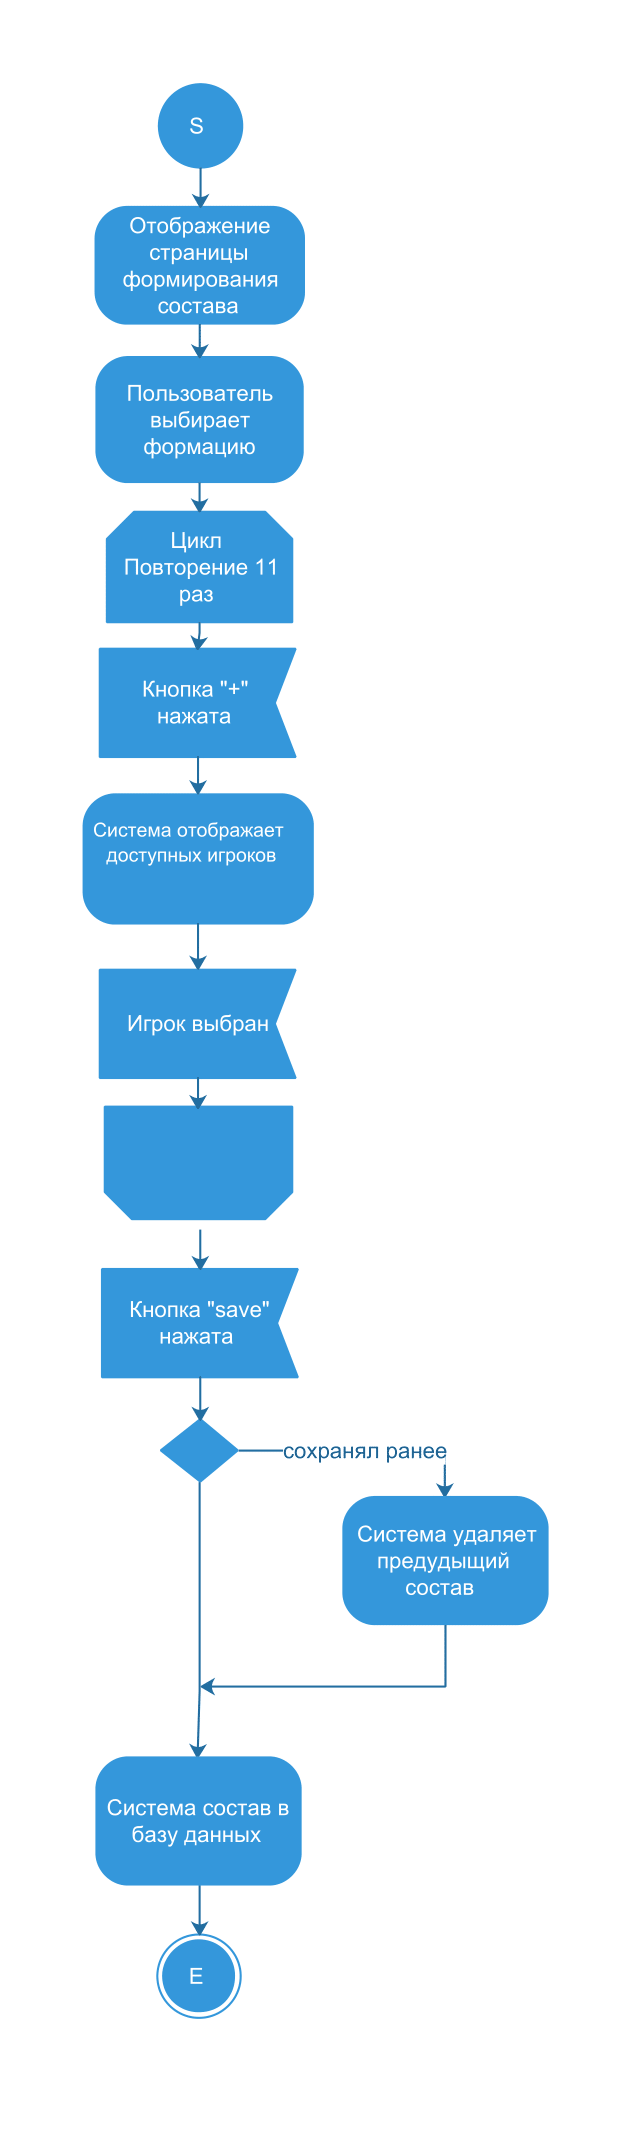 S
Отображение
страницы
формирования
состава
Пользователь
выбирает
формацию
Цикл
Повторение 11
раз
Кнопка "+"
нажата
Система отображает
доступных игроков
Игрок выбран
Кнопка "save"
нажата
сохранял ранее
Система удаляет
предудыщий
состав
Система состав в
базу данных
E